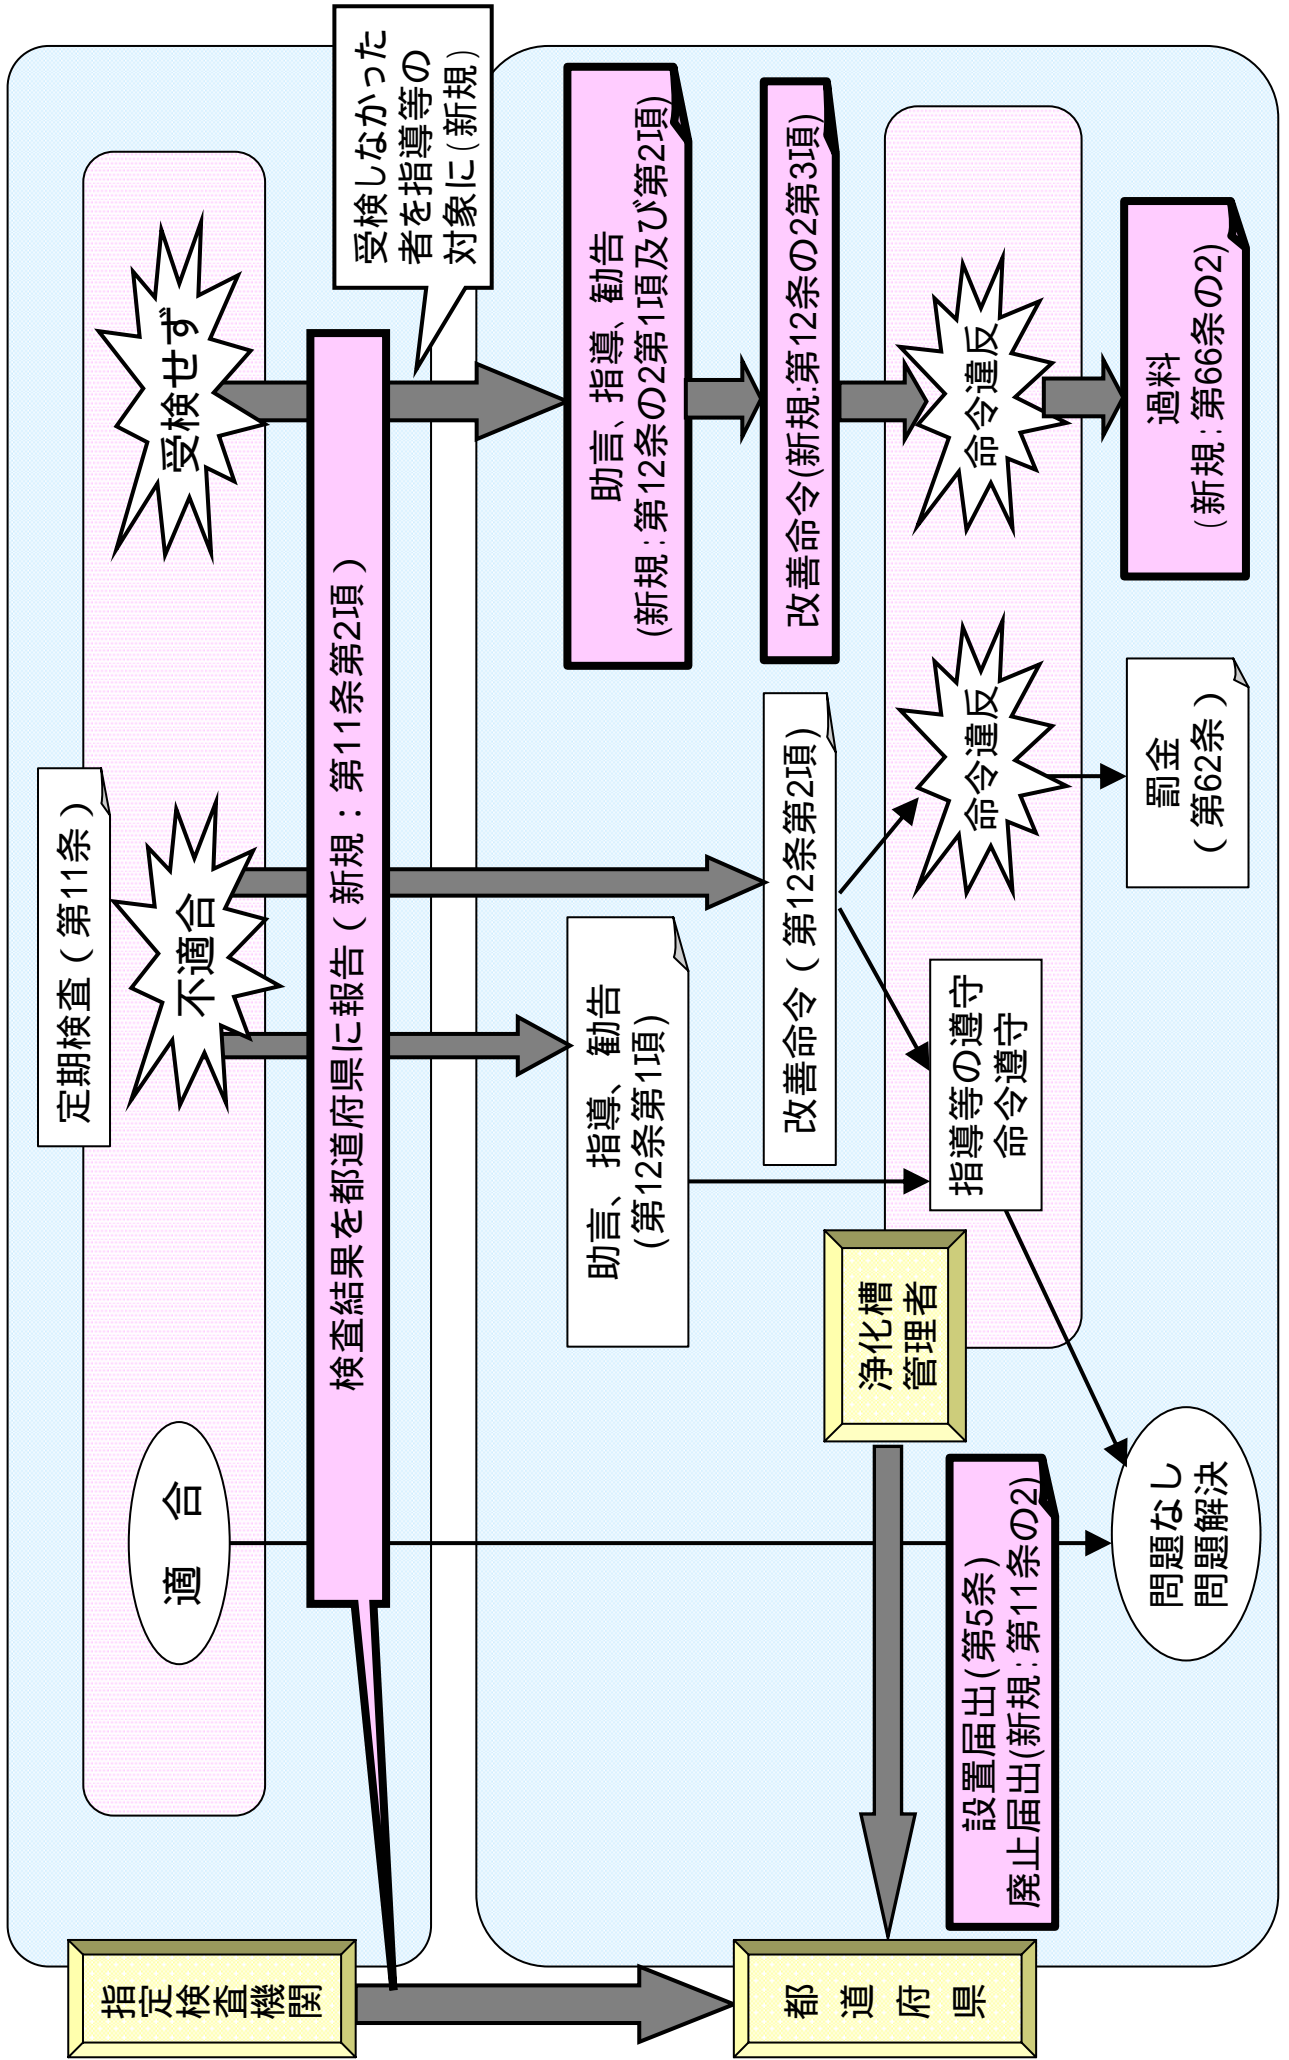 定期検査（第11条）
指定検査機関
適　合
不適合
受検せず
検査結果を都道府県に報告（新規：第11条第2項）
受検しなかった
者を指導等の
対象に（新規）
都道府県
助言、指導、勧告
(第12条第1項)
助言、指導、勧告
(新規：第12条の2第1項及び第2項)
改善命令（第12条第2項）
改善命令(新規:第12条の2第3項)
浄化槽
管理者
指導等の遵守
命令遵守
命令違反
命令違反
設置届出(第5条)
廃止届出(新規:第11条の2)
問題なし
問題解決
罰金
（第62条）
過料
(新規：第66条の2)